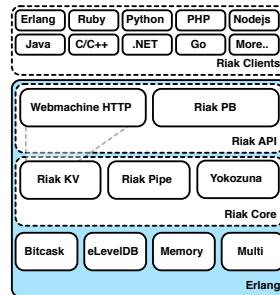 Erlang Ruby Python PHP Nodejs
Java C/C++ .NET Go More..
Riak Clients
Webmachine HTTP Riak PB
Riak API
Riak KV Riak Pipe Yokozuna
Riak Core
Bitcask eLevelDB Memory Multi
Erlang